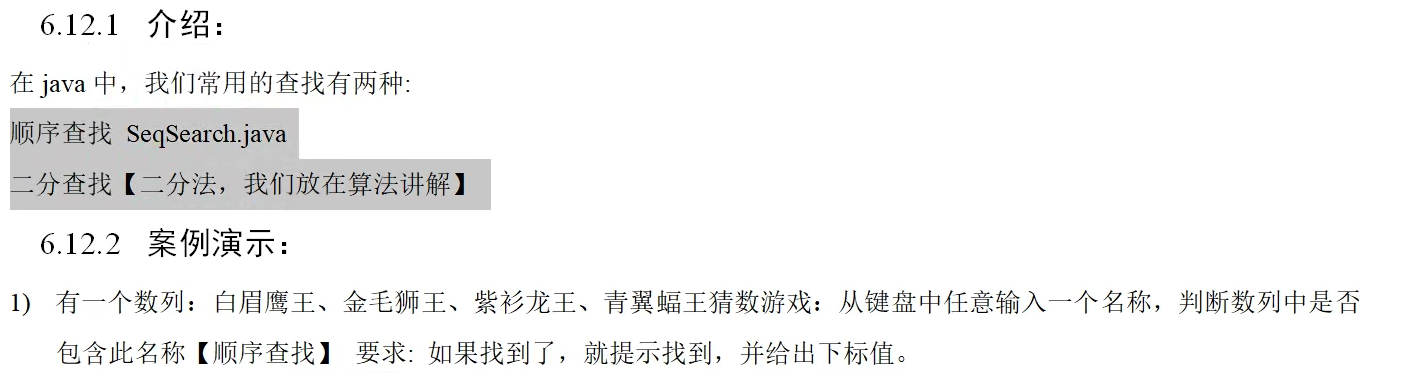 6.12.1 介绍：
在 java 中，我们常用的查找有两种:
顺序查找 SeqSearch.java
二分查找【二分法，我们放在算法讲解】
6.12.2 案例演示：
1) 有一个数列：白眉鹰王、金毛狮王、紫衫龙王、青翼蝠王猜数游戏：从键盘中任意输入一个名称，判断数列中是否
包含此名称【顺序查找】 要求: 如果找到了，就提示找到，并给出下标值。